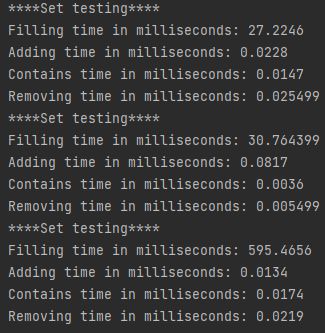 ****Set testing****
Filling time in milliseconds: 27.2246
Adding time in milliseconds: 0.0228
Contains time in milliseconds: 0.0147
Removing time in milliseconds: 0.025499
****Set testing****
Filling time in milliseconds: 30.764399
Adding time in milliseconds: 0.0817
Contains time in milliseconds: 0.0036
Removing time in milliseconds: 0.005499
****Set testing****
Filling time in milliseconds: 595.4656
Adding time in milliseconds: 0.0134
Contains time in milliseconds: 0.0174
Removing time in milliseconds: 0.0219